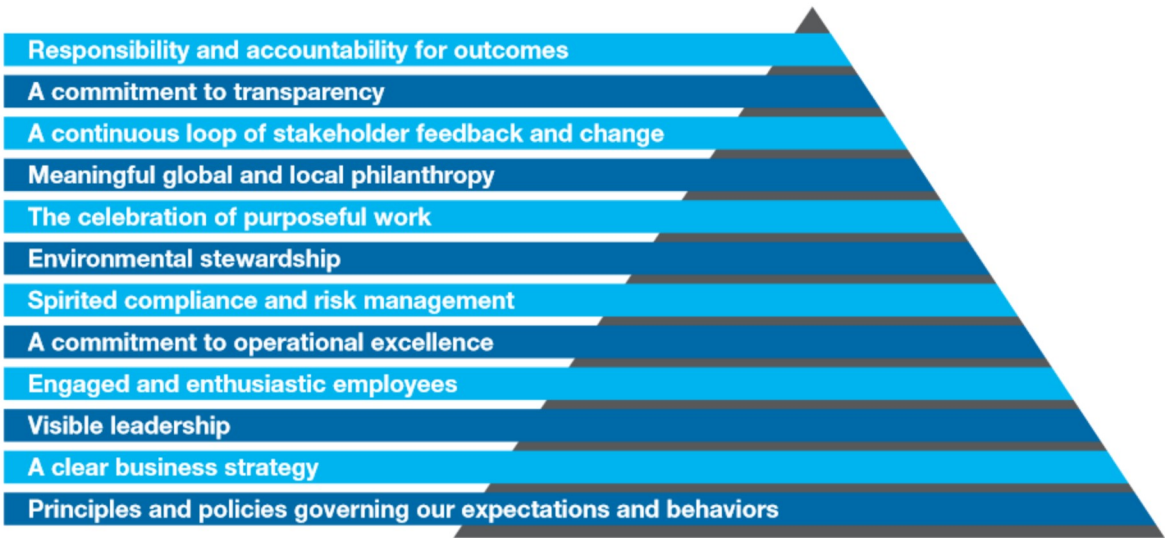 Responsibility and accountability for outcomes
A commitment to transparency
A continuous loop of stakeholder feedback and change
Meaningful global and local philanthropy
The celebration of purposeful work
Environmental stewardship
Spirited compliance and risk management
A commitment to operational excellence
Engaged and enthusiastic employees
Visible leadership
A clear business strategy
Principles and policies governing our expectations and behaviors